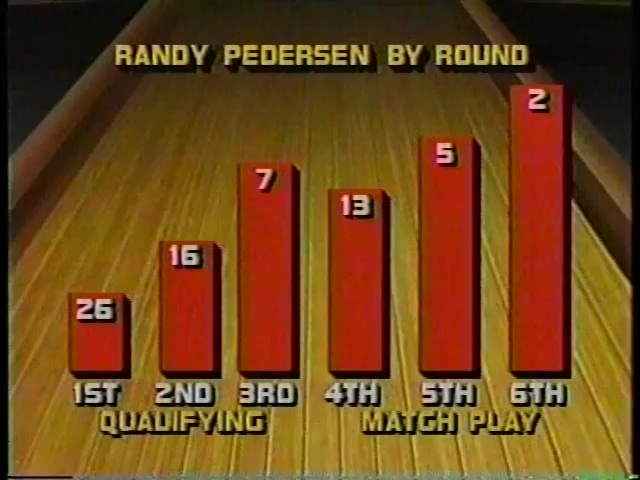 RANDY PEDERSEN BY ROUND
2
5
7
13
16
26
1ST 2ND 3RD 4TH 5TH 6TH
QUALIFYING MATCH PLAY